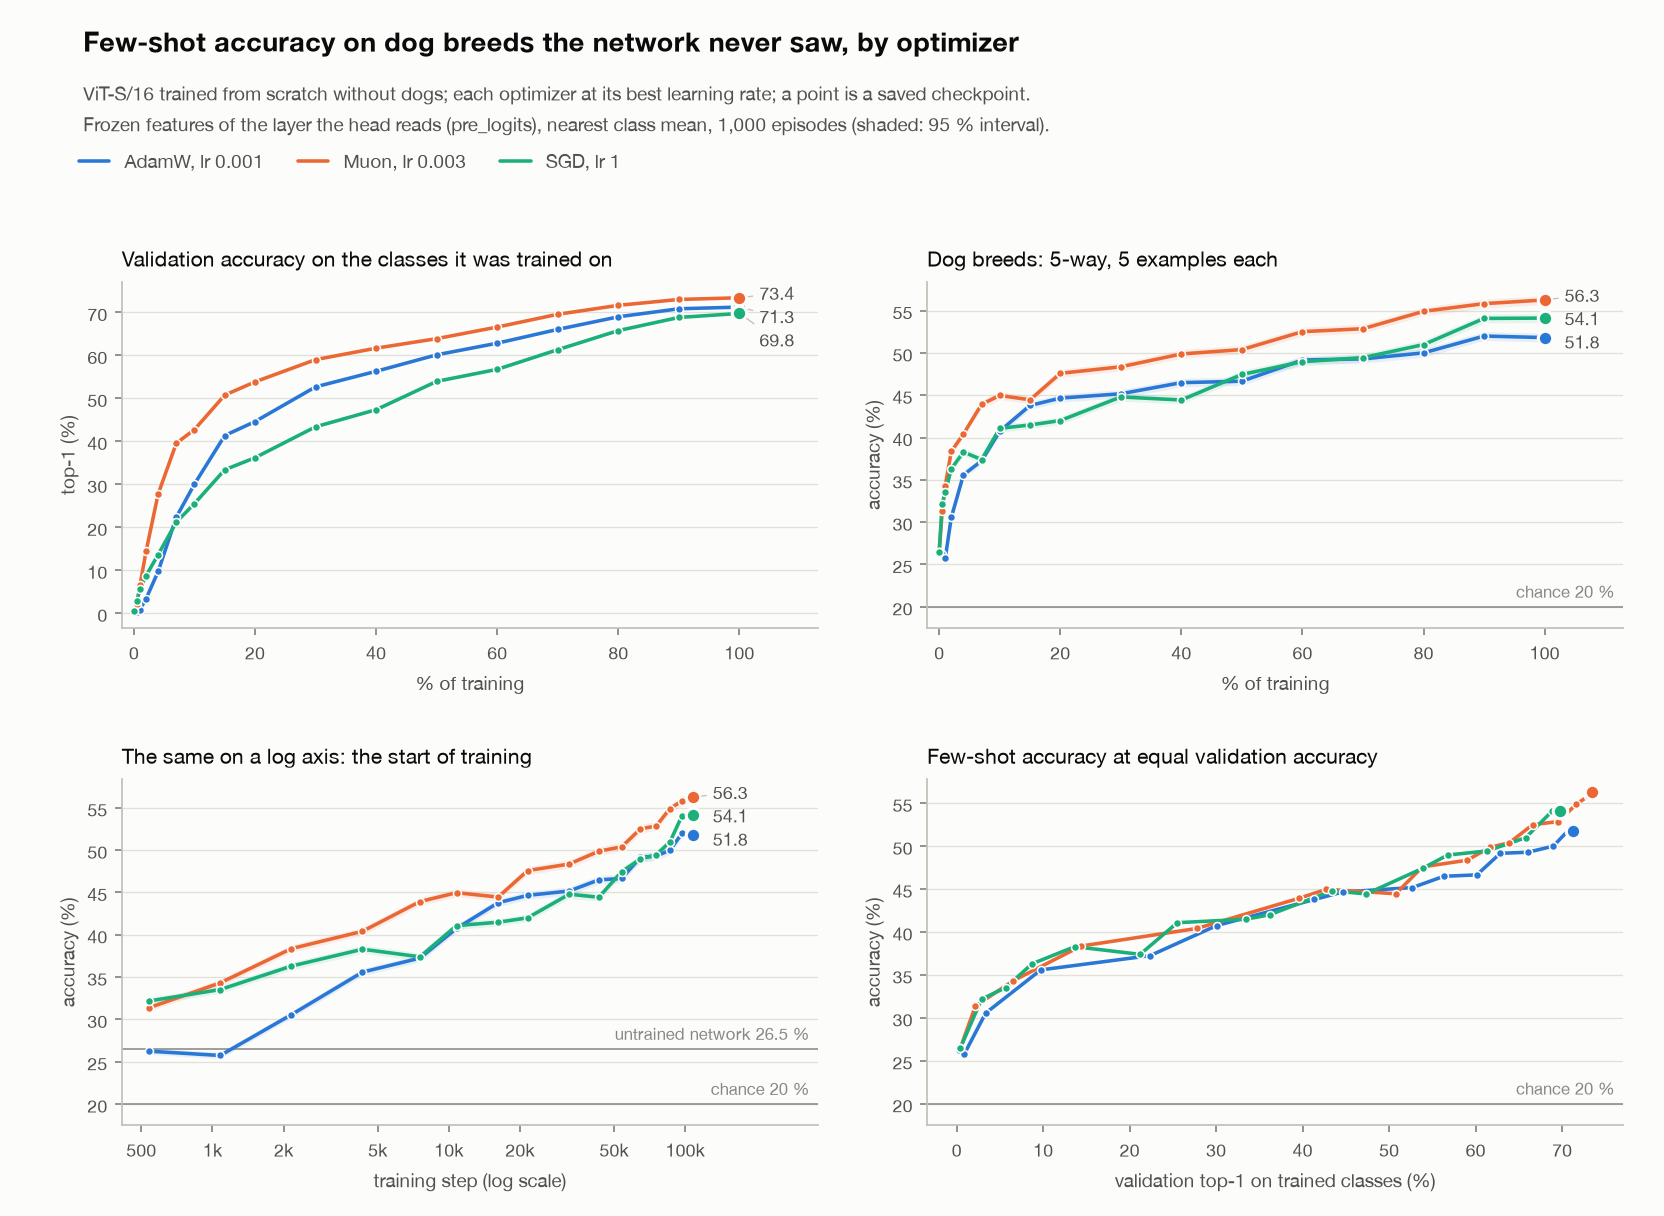 Few-shot accuracy on dog breeds the network never saw, by optimizer
ViT-S/16 trained from scratch without dogs; each optimizer at its best learning rate; a point is a saved checkpoint.
Frozen features of the layer the head reads (pre_logits), nearest class mean, 1,000 episodes (shaded: 95 % interval).
AdamW, lr 0.001
Muon, lr 0.003
SGD, lr 1
Validation accuracy on the classes it was trained on
73.4
71.3
69.8
70
60
50
40
30
20
10
0
top-1 (%)
0 20 40 60 80 100
% of training
Dog breeds: 5-way, 5 examples each
56.3
54.1
51.8
55
50
45
40
35
30
25
20
accuracy (%)
chance 20 %
0 20 40 60 80 100
% of training
The same on a log axis: the start of training
56.3
54.1
51.8
55
50
45
40
35
30
25
20
accuracy (%)
untrained network 26.5 %
chance 20 %
500 1k 2k 5k 10k 20k 50k 100k
training step (log scale)
Few-shot accuracy at equal validation accuracy
55
50
45
40
35
30
25
20
accuracy (%)
chance 20 %
0 10 20 30 40 50 60 70
validation top-1 on trained classes (%)